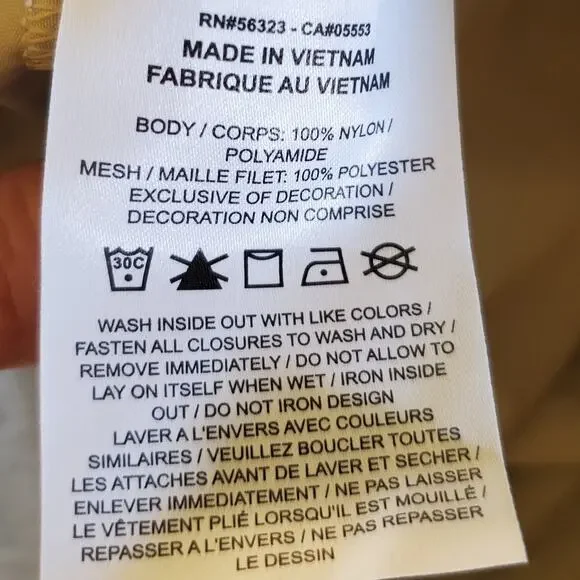 RN#56323 - CA#05553
MADE IN VIETNAM
FABRIQUE AU VIETNAM
BODY / CORPS: 100% NYLON /
POLYAMIDE
MESH / MAILLE FILET: 100% POLYESTER
EXCLUSIVE OF DECORATION /
DECORATION NON COMPRISE
30C
WASH INSIDE OUT WITH LIKE COLORS /
FASTEN ALL CLOSURES TO WASH AND DRY /
REMOVE IMMEDIATELY / DO NOT ALLOW TO
LAY ON ITSELF WHEN WET / IRON INSIDE
OUT / DO NOT IRON DESIGN
LAVER A L'ENVERS AVEC COULEURS
SIMILAIRES / VEUILLEZ BOUCLER TOUTES
LES ATTACHES AVANT DE LAVER ET SECHER /
ENLEVER IMMEDIATEMENT / NE PAS LAISSER
LE VÊTEMENT PLIÉ LORSQU'IL EST MOUILLÉ /
REPASSER A L'ENVERS / NE PAS REPASSER
LE DESSIN